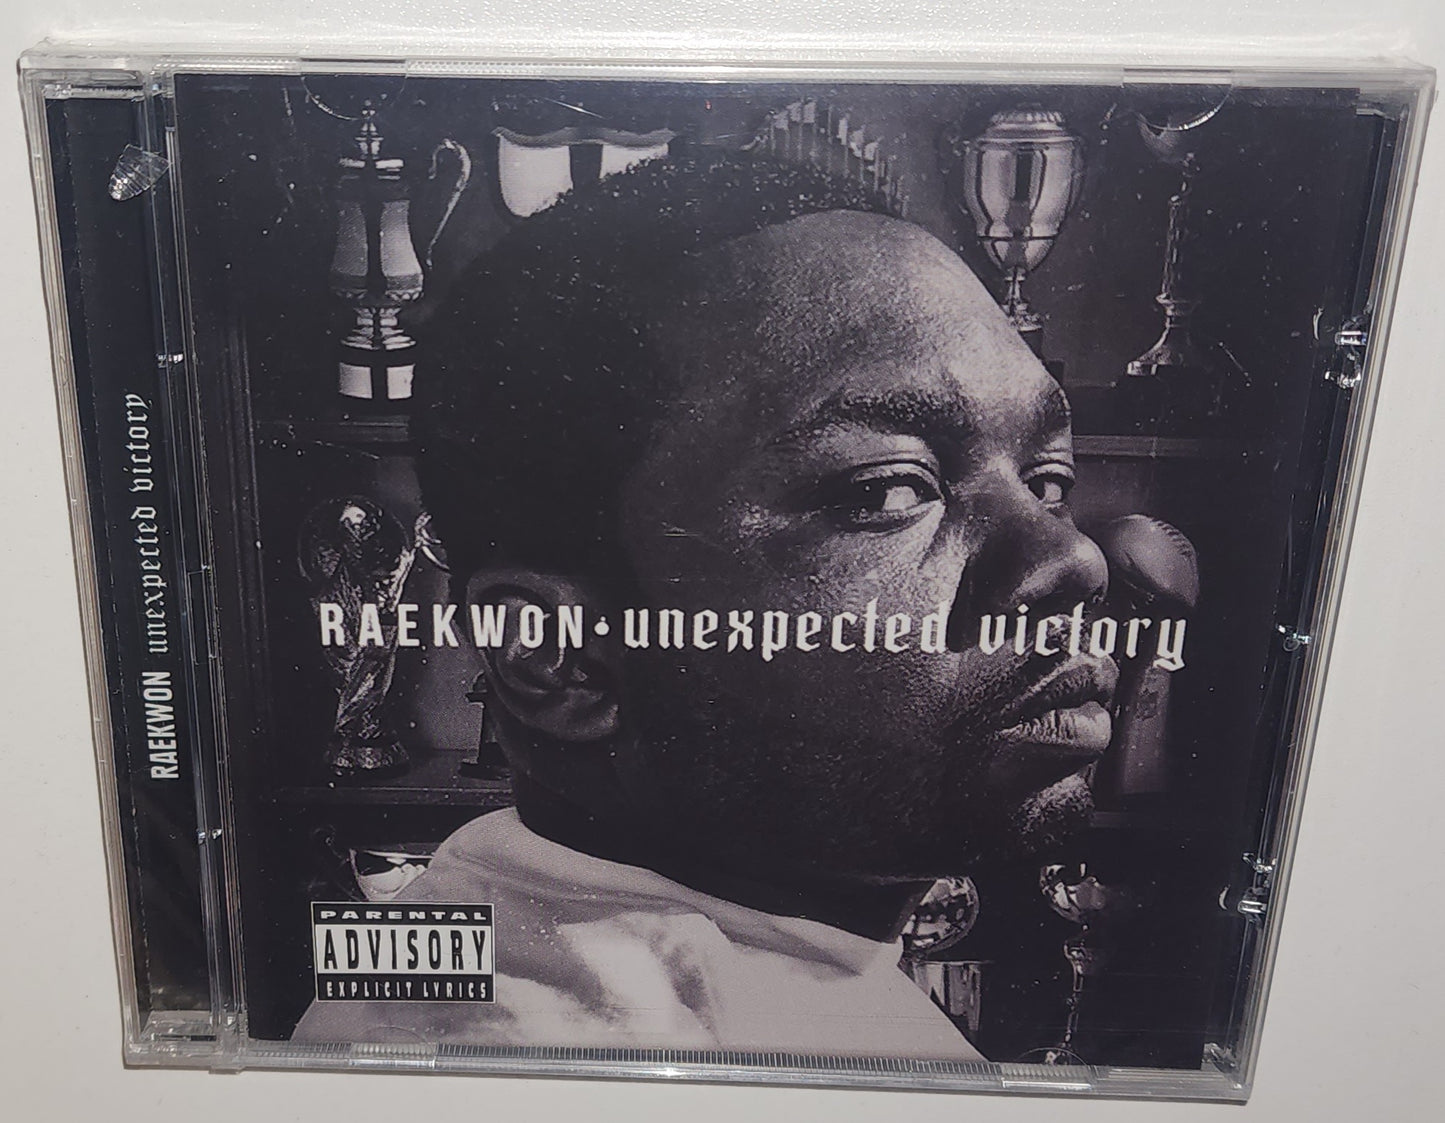 RAEKWON unexpected victory
RAEKWON • unexpected victory
PARENTAL
ADVISORY
EXPLICIT LYRICS